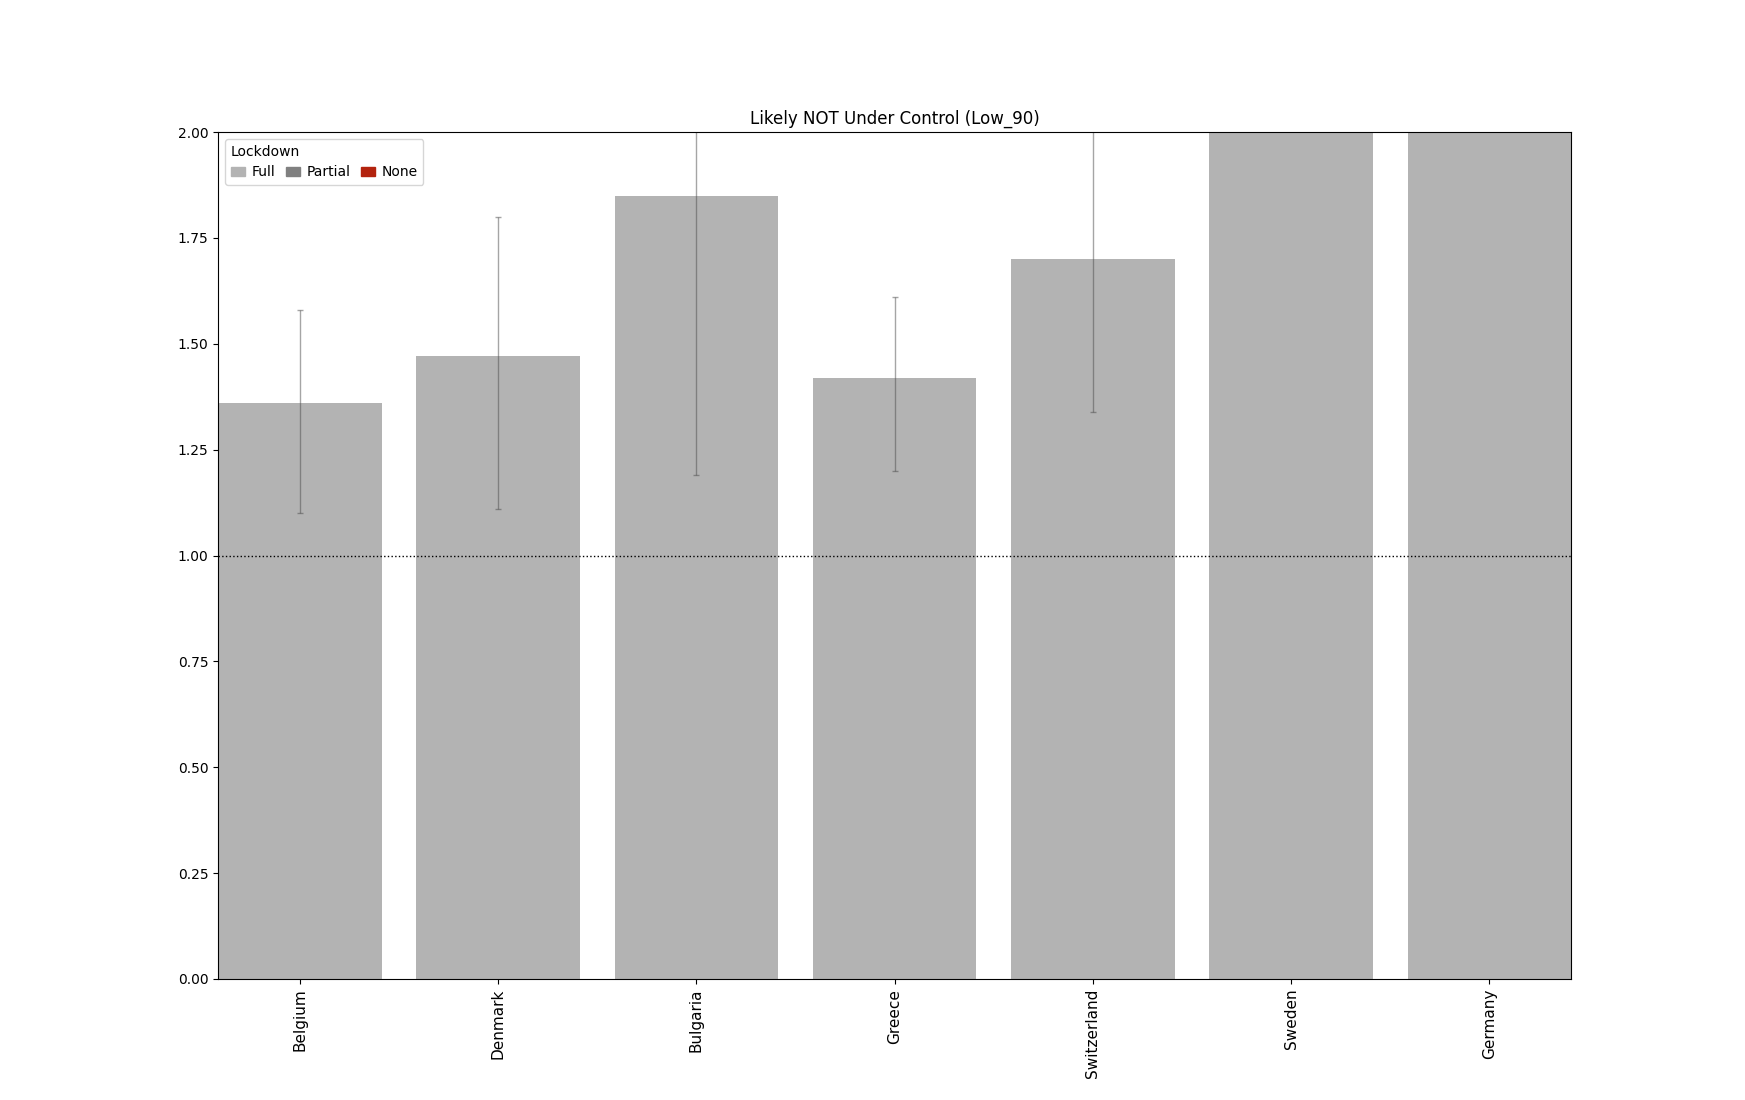 Likely NOT Under Control (Low_90)
Lockdown
Full Partial None
2.00
1.75
1.50
1.25
1.00
0.75
0.50
0.25
0.00
Belgium
Denmark
Bulgaria
Greece
Switzerland
Sweden
Germany